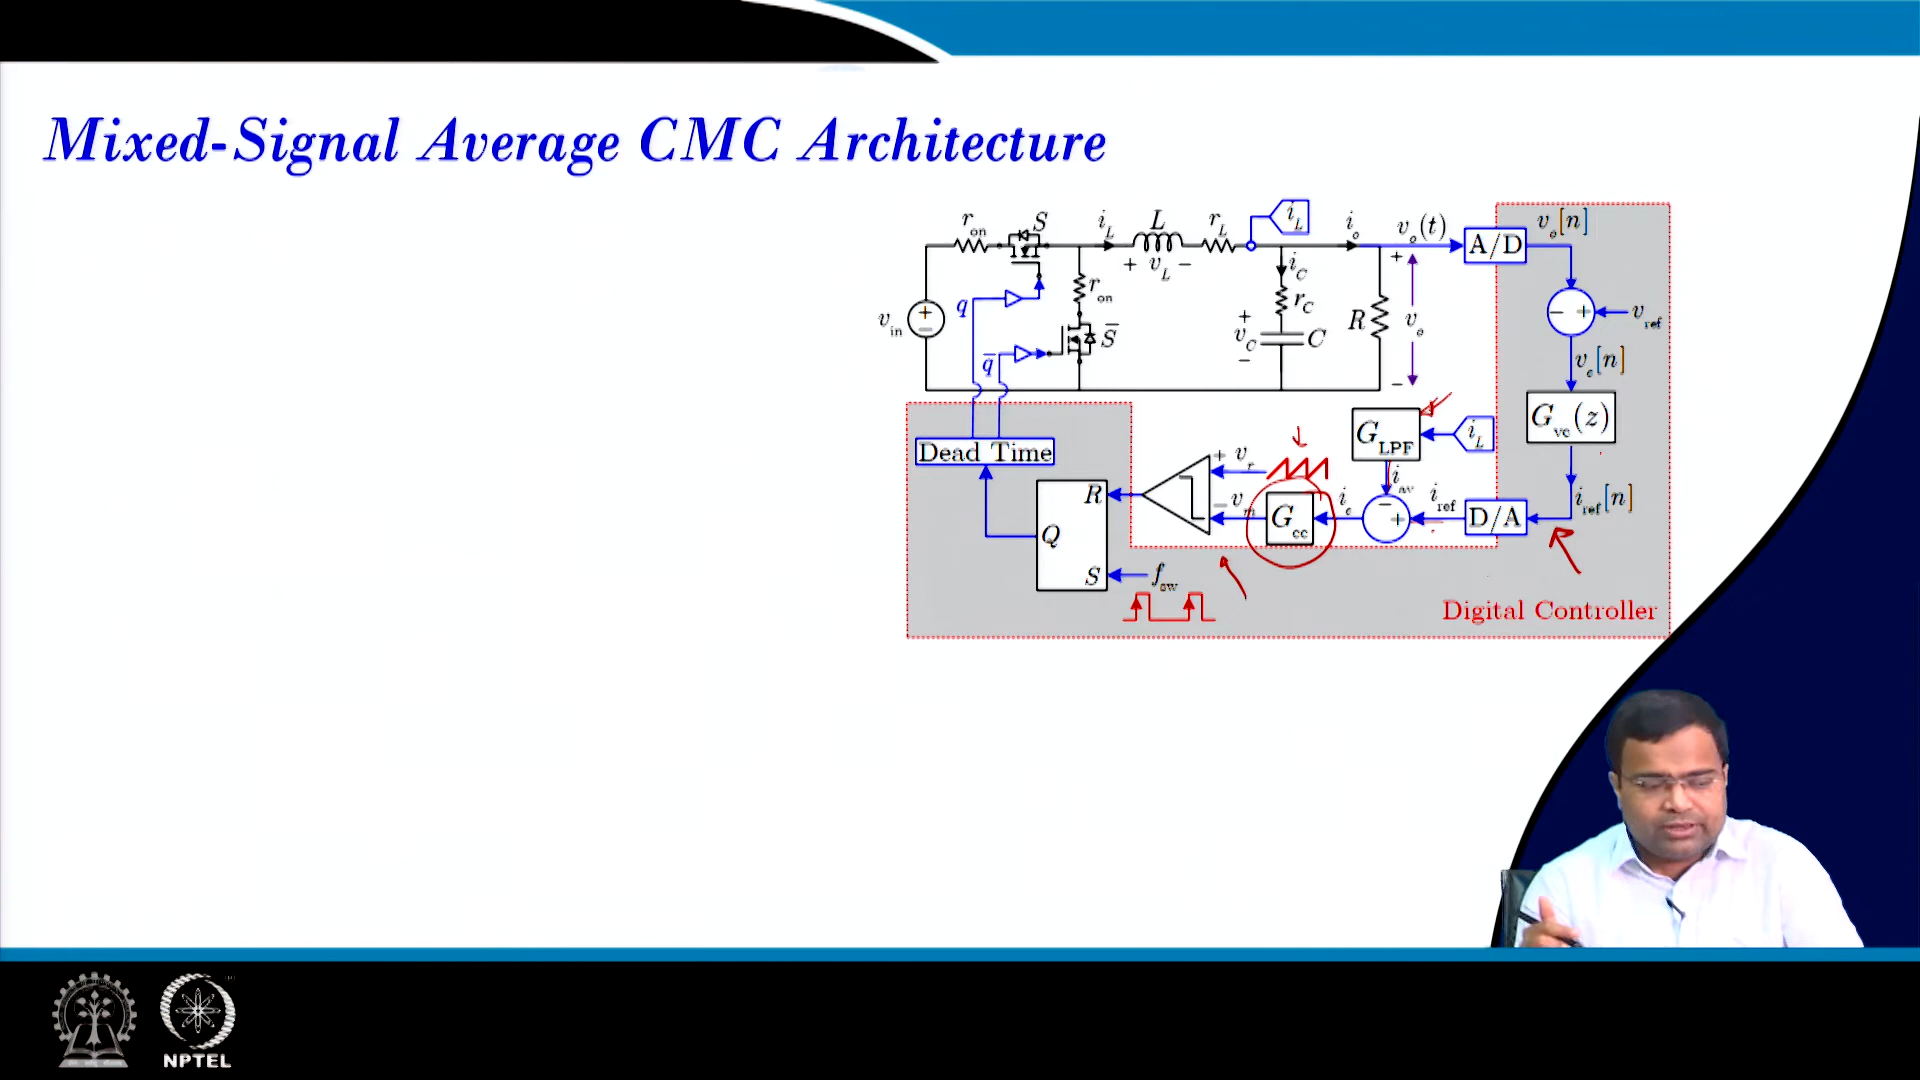 Mixed-Signal Average CMC Architecture
r_on S i_L L r_L i_L i_o v_o(t) A/D v_o[n]
+ v_L − i_C +
q r_on r_C
v_in + − S̅ + v_C − C R v_o − + v_ref
q̅ v_e[n]
−
G_LPF i_L G_vc(z)
Dead Time + v_r i_av
R − v_m G_cc i_e − + i_ref D/A i_ref[n]
Q
S f_sw
Digital Controller
NPTEL